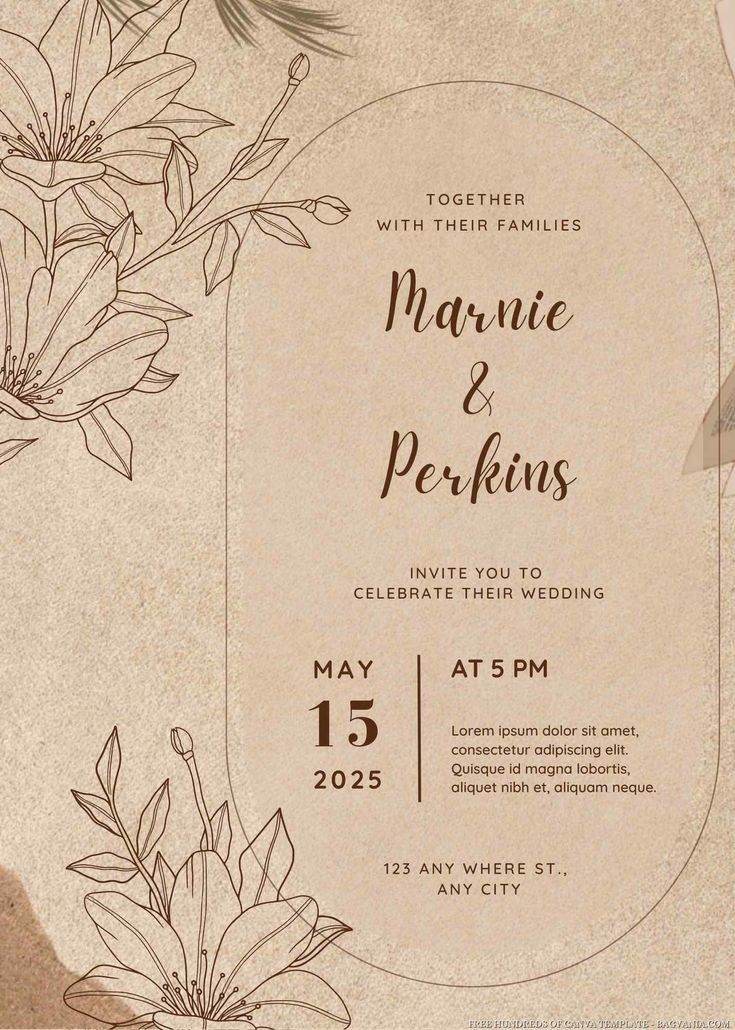 TOGETHER
WITH THEIR FAMILIES
Marnie
&
Perkins
INVITE YOU TO
CELEBRATE THEIR WEDDING
MAY
15
2025
AT 5 PM
Lorem ipsum dolor sit amet,
consectetur adipiscing elit.
Quisque id magna lobortis,
aliquet nibh et, aliquam neque.
123 ANY WHERE ST.,
ANY CITY
FREE HUNDREDS OF CANVA TEMPLATE - BAGVANIA.COM